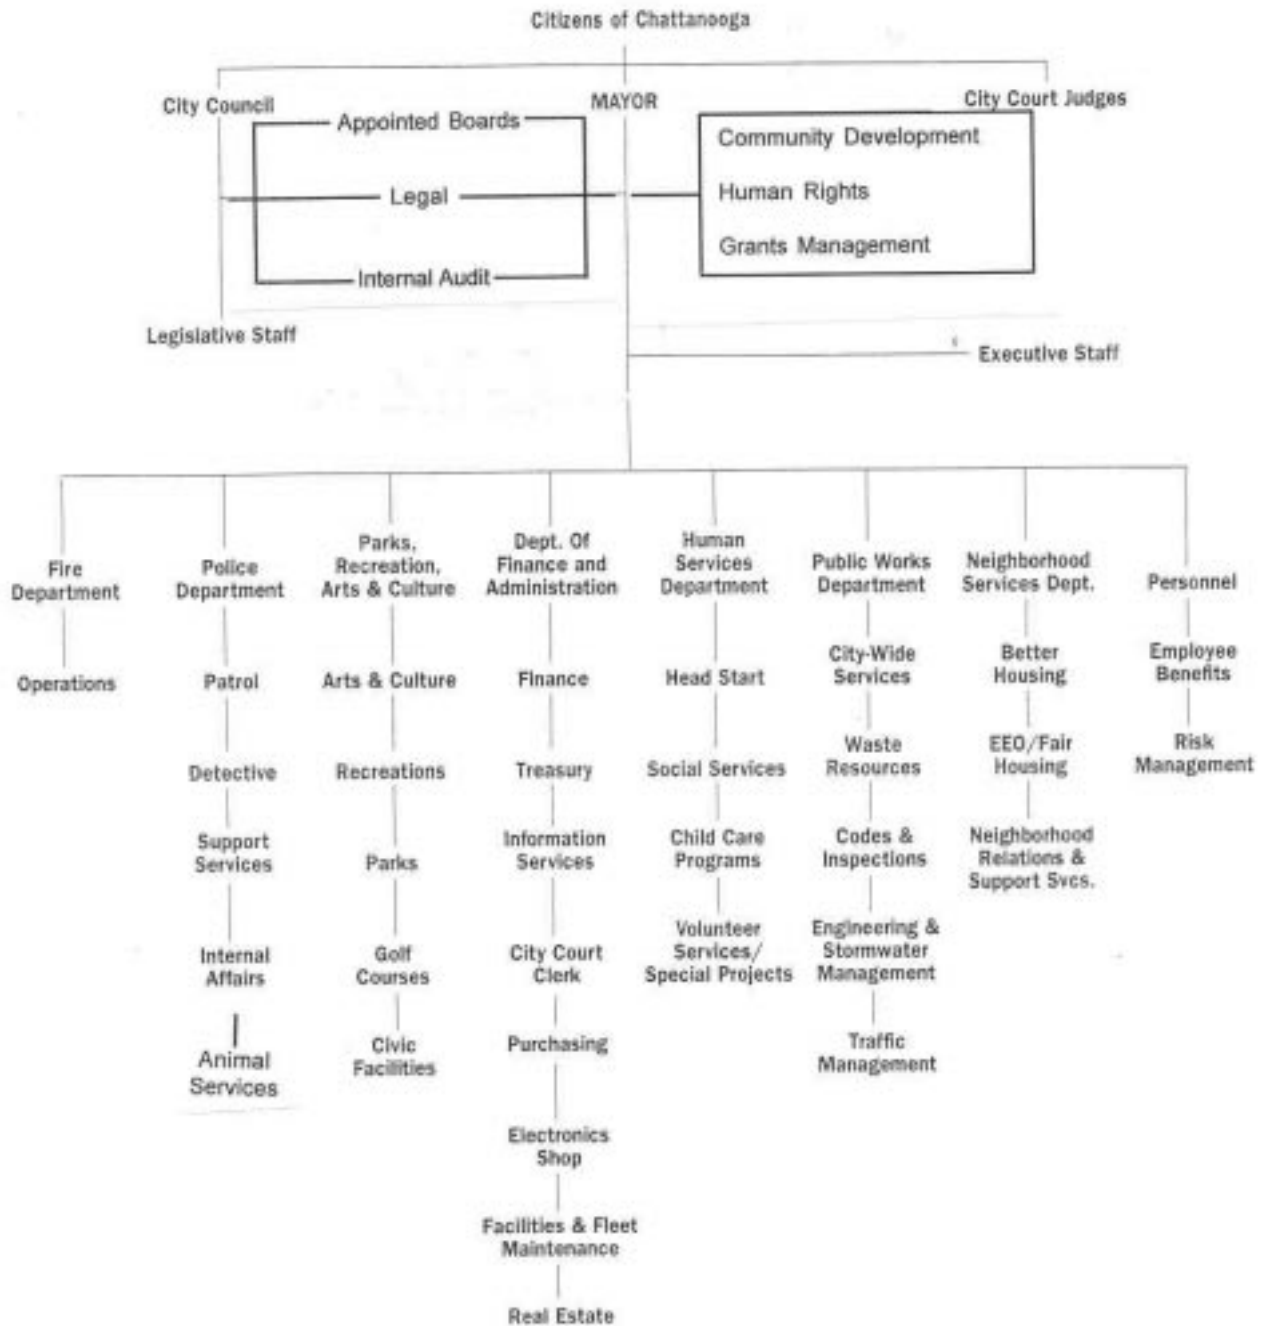 Citizens of Chattanooga
City Council
MAYOR
City Court Judges
Appointed Boards
Legal
Internal Audit
Community Development
Human Rights
Grants Management
Legislative Staff
Executive Staff
Fire
Department
Operations
Police
Department
Patrol
Detective
Support
Services
Internal
Affairs
Animal
Services
Parks,
Recreation,
Arts & Culture
Arts & Culture
Recreations
Parks
Golf
Courses
Civic
Facilities
Dept. Of
Finance and
Administration
Finance
Treasury
Information
Services
City Court
Clerk
Purchasing
Electronics
Shop
Facilities & Fleet
Maintenance
Real Estate
Human
Services
Department
Head Start
Social Services
Child Care
Programs
Volunteer
Services/
Special Projects
Public Works
Department
City-Wide
Services
Waste
Resources
Codes &
Inspections
Engineering &
Stormwater
Management
Traffic
Management
Neighborhood
Services Dept.
Better
Housing
EEO/Fair
Housing
Neighborhood
Relations &
Support Svcs.
Personnel
Employee
Benefits
Risk
Management